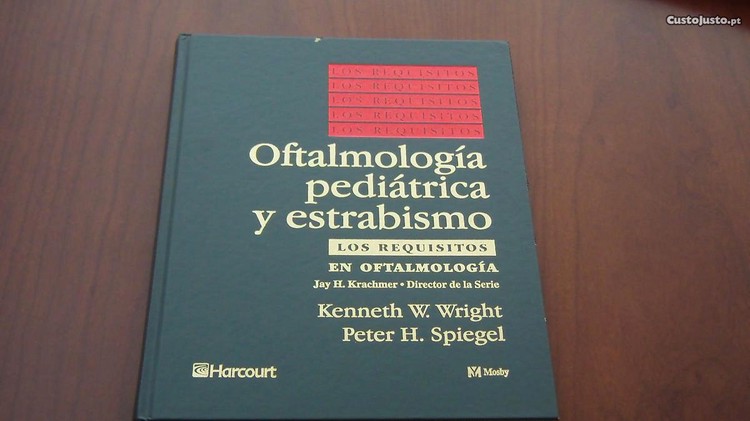 CustoJusto.pt
LOS REQUISITOS
LOS REQUISITOS
LOS REQUISITOS
LOS REQUISITOS
LOS REQUISITOS
Oftalmología
pediátrica
y estrabismo
LOS REQUISITOS
EN OFTALMOLOGÍA
Jay H. Krachmer • Director de la Serie
Kenneth W. Wright
Peter H. Spiegel
Harcourt
M Mosby